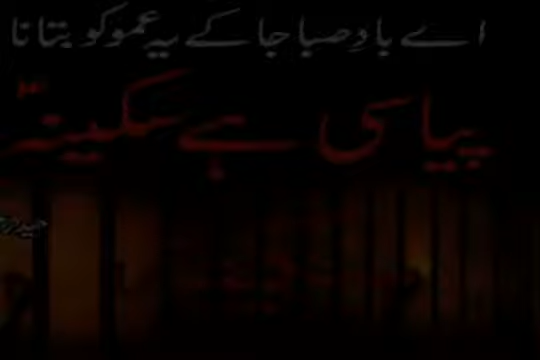 اے بادِ صبا جا کے یہ عمو کو بتانا
پیاسی ہے سکینہؑ